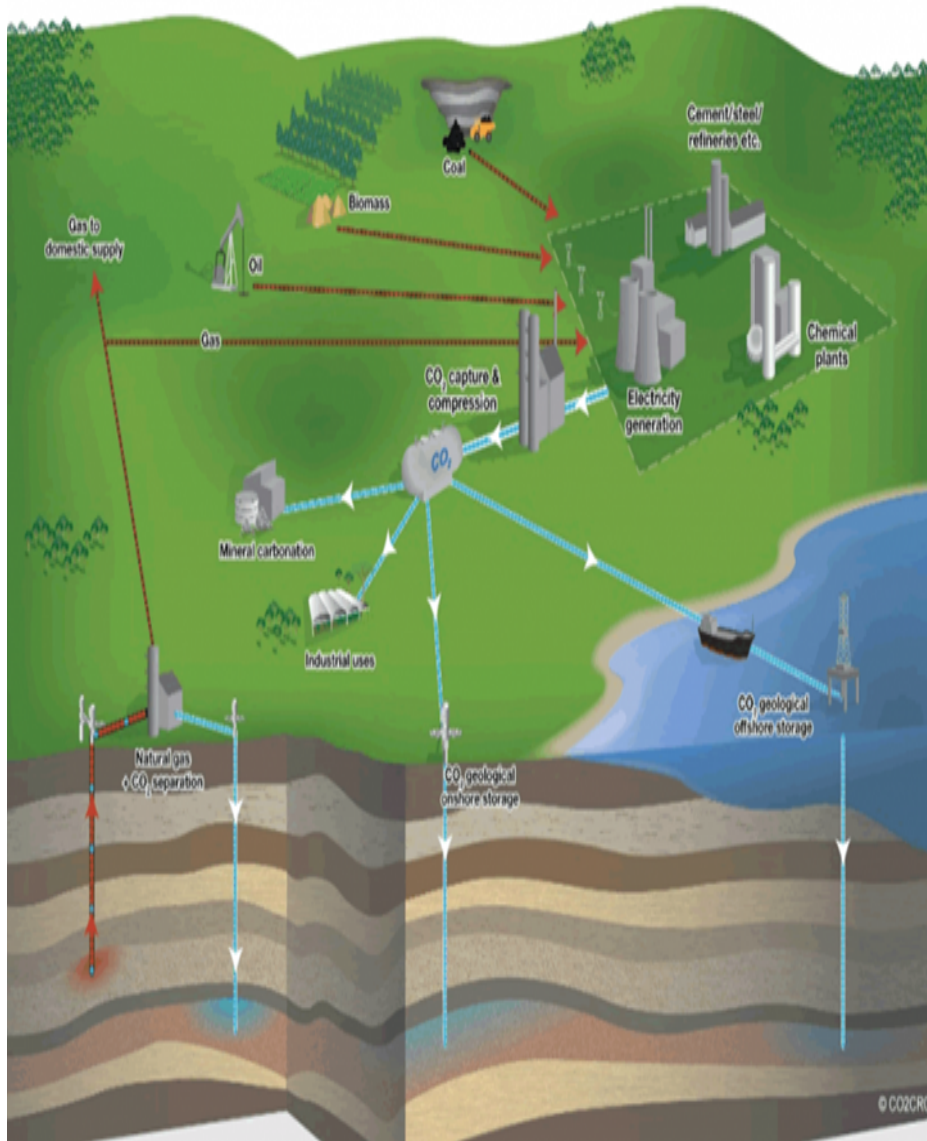 Cement/steel/
refineries etc.
Coal
Biomass
Gas to
domestic supply
Oil
Gas
Chemical
plants
CO₂ capture &
compression
Electricity
generation
CO₂
Mineral carbonation
Industrial uses
CO₂ geological
offshore storage
Natural gas
+ CO₂ separation
CO₂ geological
onshore storage
© CO2CRC